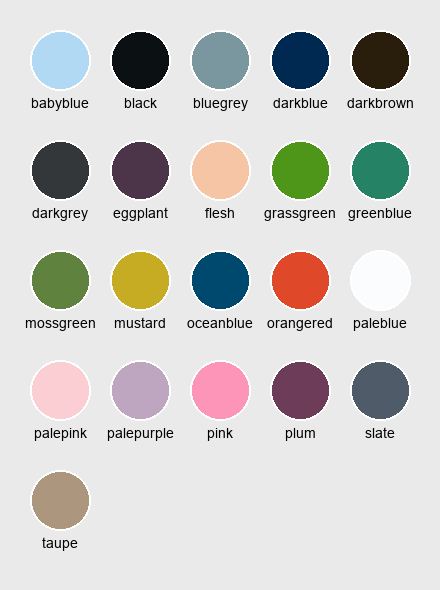 babyblue black bluegrey darkblue darkbrown
darkgrey eggplant flesh grassgreen greenblue
mossgreen mustard oceanblue orangered paleblue
palepink palepurple pink plum slate
taupe